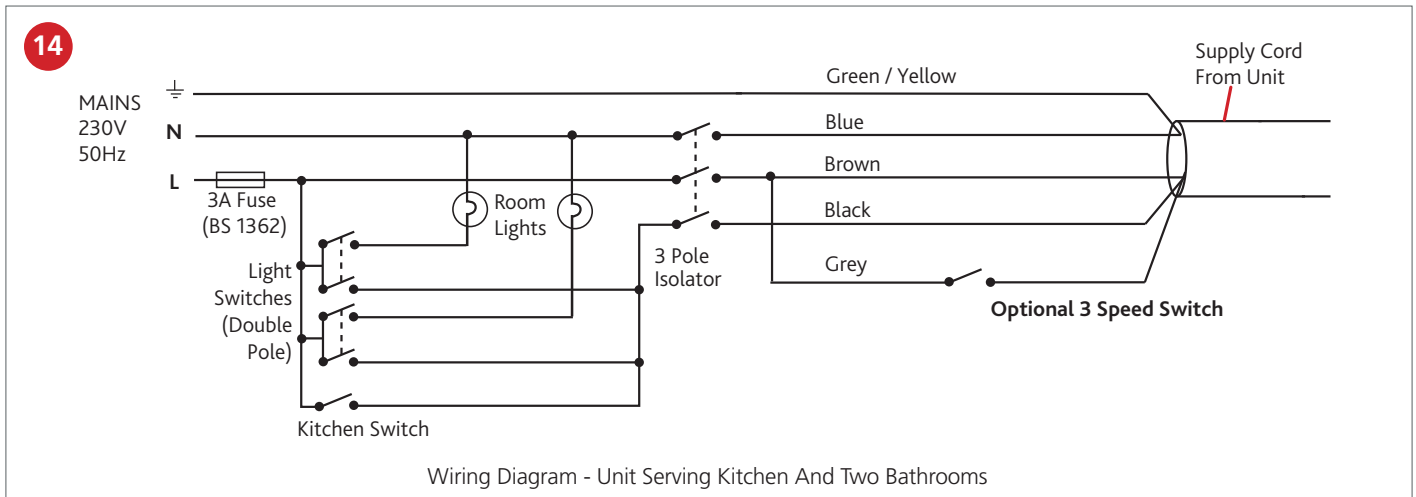 14
MAINS
230V
50Hz
N
L
3A Fuse
(BS 1362)
Light
Switches
(Double
Pole)
Kitchen Switch
Room
Lights
3 Pole
Isolator
Green / Yellow
Blue
Brown
Black
Grey
Optional 3 Speed Switch
Supply Cord
From Unit
Wiring Diagram - Unit Serving Kitchen And Two Bathrooms